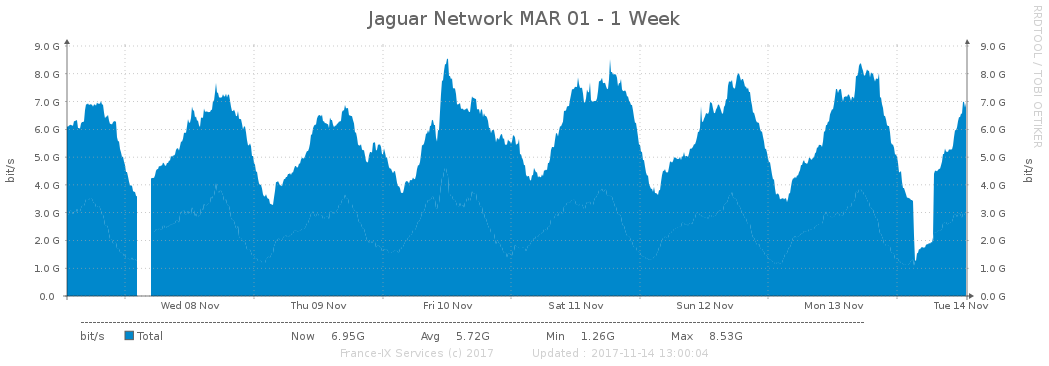 Jaguar Network MAR 01 - 1 Week
RRDTOOL / TOBI OETIKER
9.0 G 9.0 G
8.0 G 8.0 G
7.0 G 7.0 G
6.0 G 6.0 G
5.0 G 5.0 G
4.0 G 4.0 G
3.0 G 3.0 G
2.0 G 2.0 G
1.0 G 1.0 G
0.0 0.0 G
bit/s
bit/s
Wed 08 Nov Thu 09 Nov Fri 10 Nov Sat 11 Nov Sun 12 Nov Mon 13 Nov Tue 14 Nov
bit/s Total Now 6.95G Avg 5.72G Min 1.26G Max 8.53G
France-IX Services (c) 2017 Updated : 2017-11-14 13:00:04